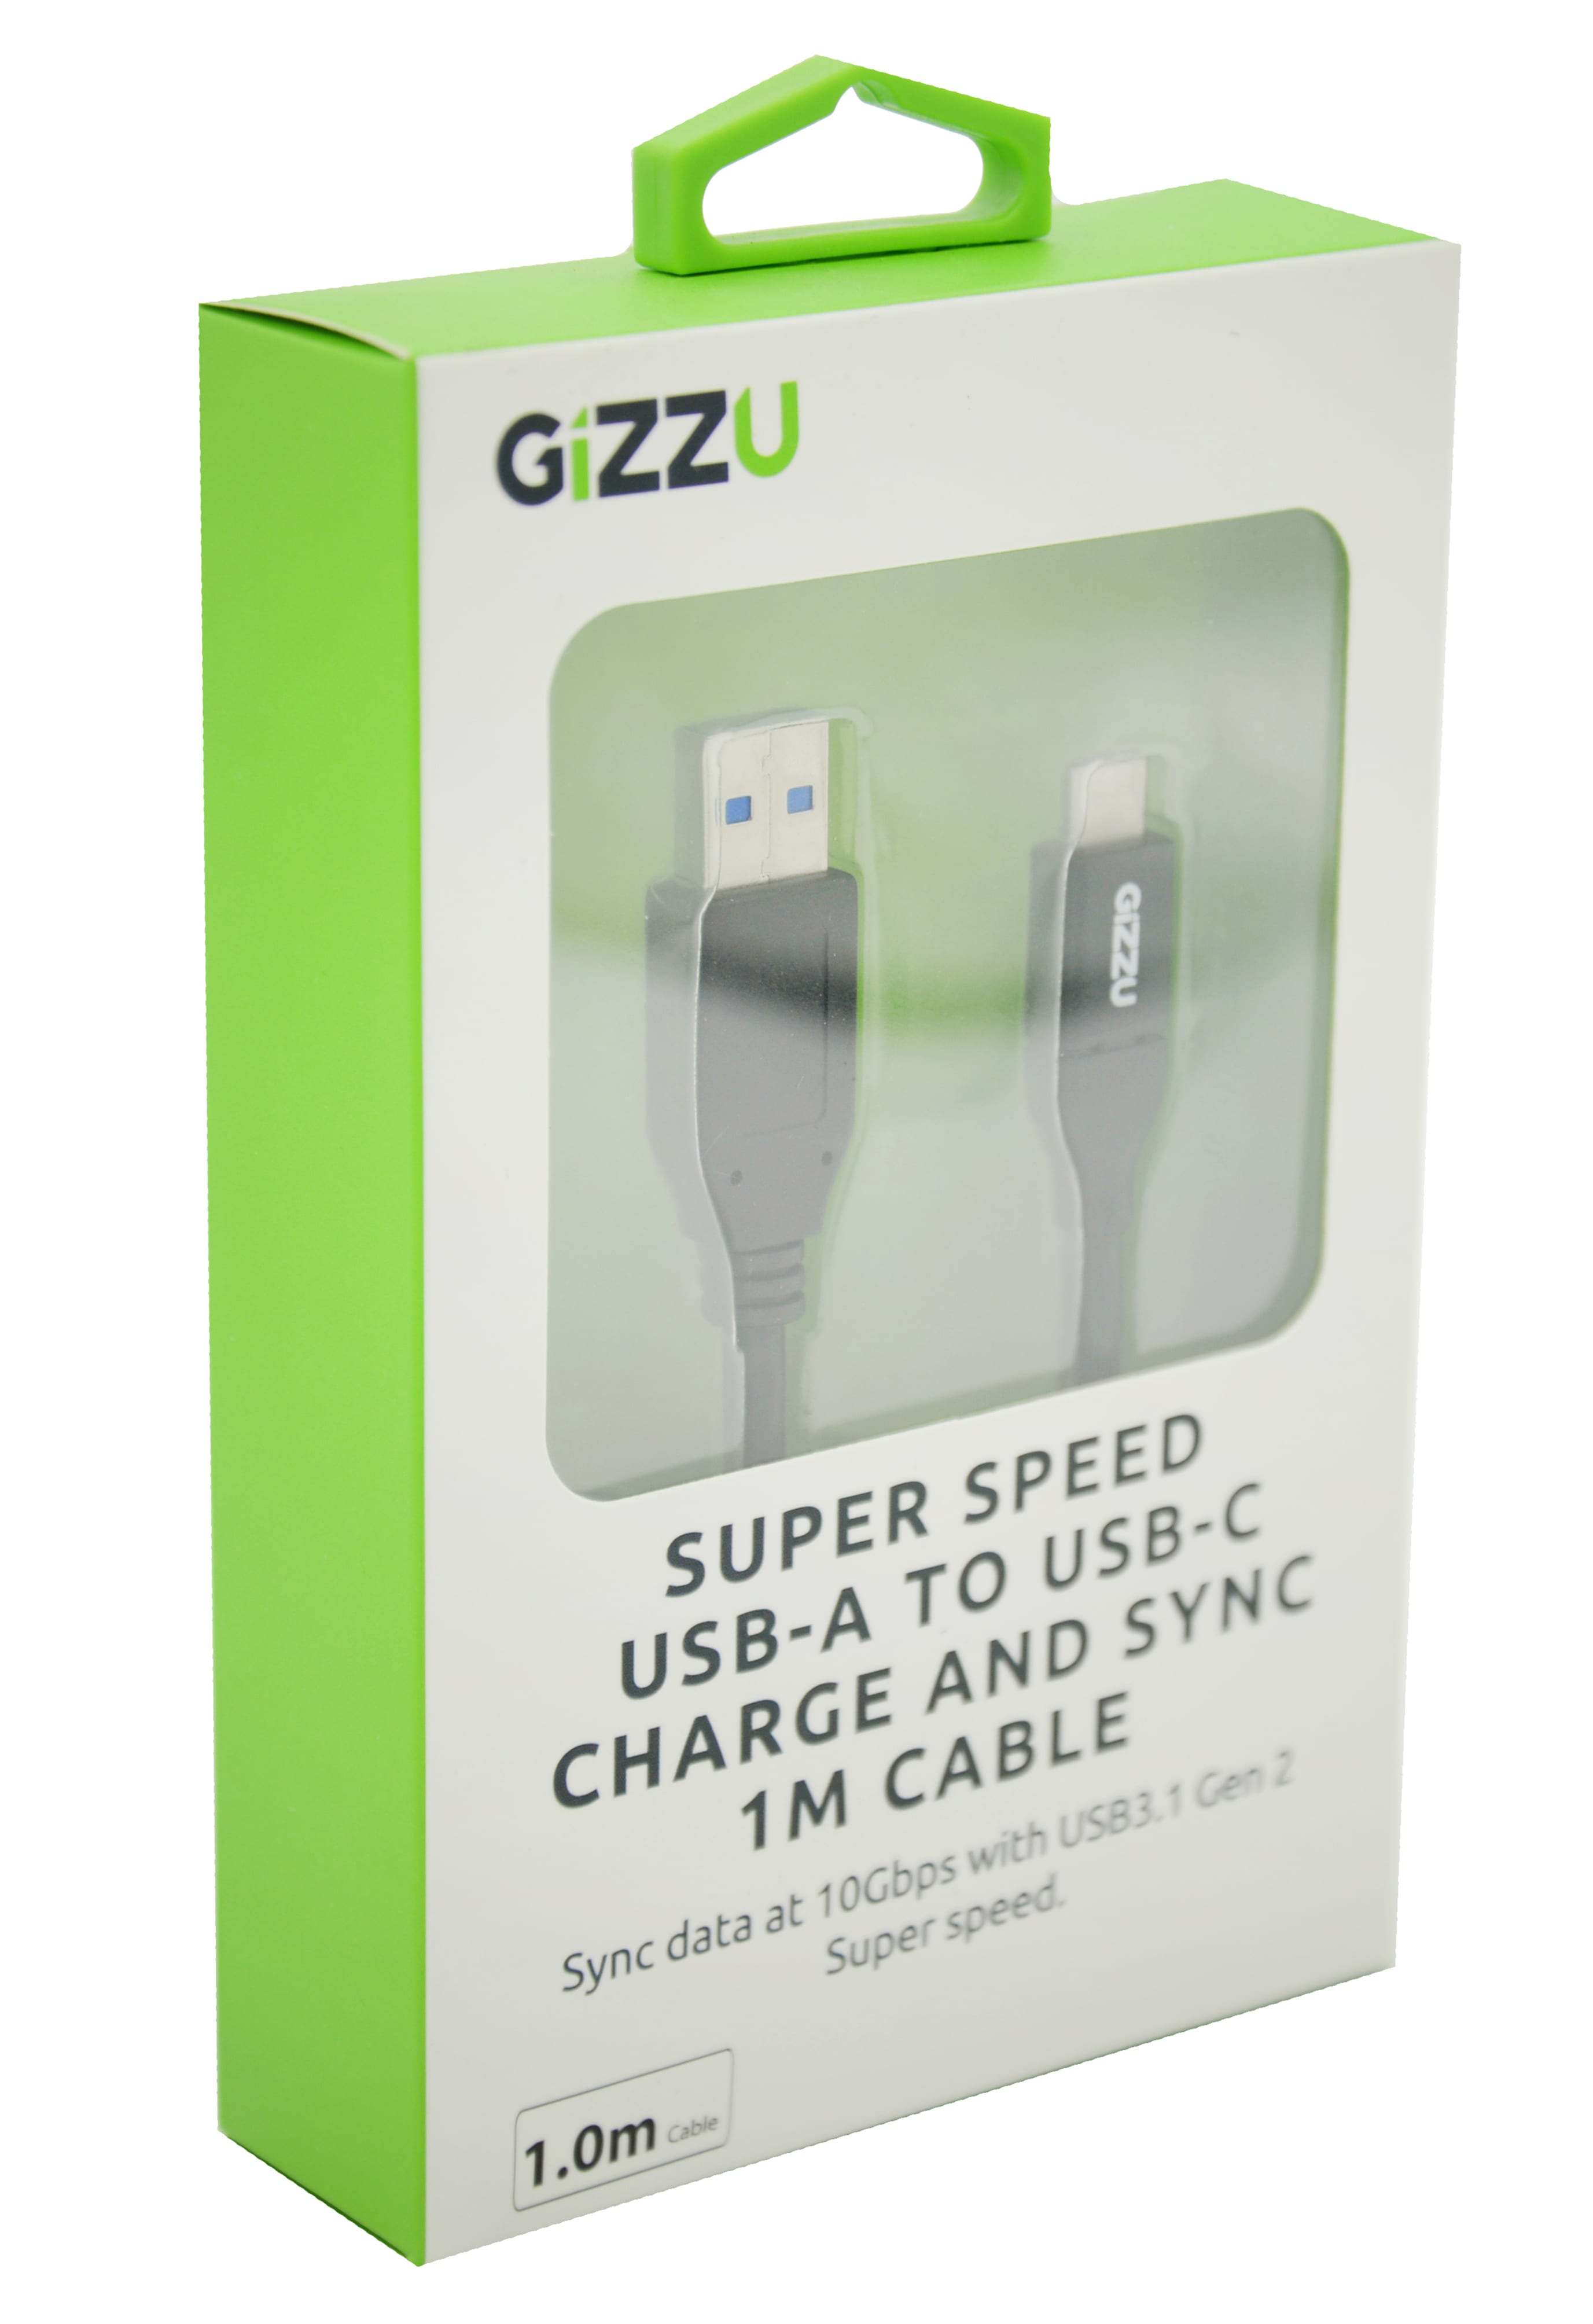 GiZZU
GiZZU
SUPER SPEED
USB-A TO USB-C
CHARGE AND SYNC
1M CABLE
Sync data at 10Gbps with USB3.1 Gen 2
Super speed.
1.0m Cable